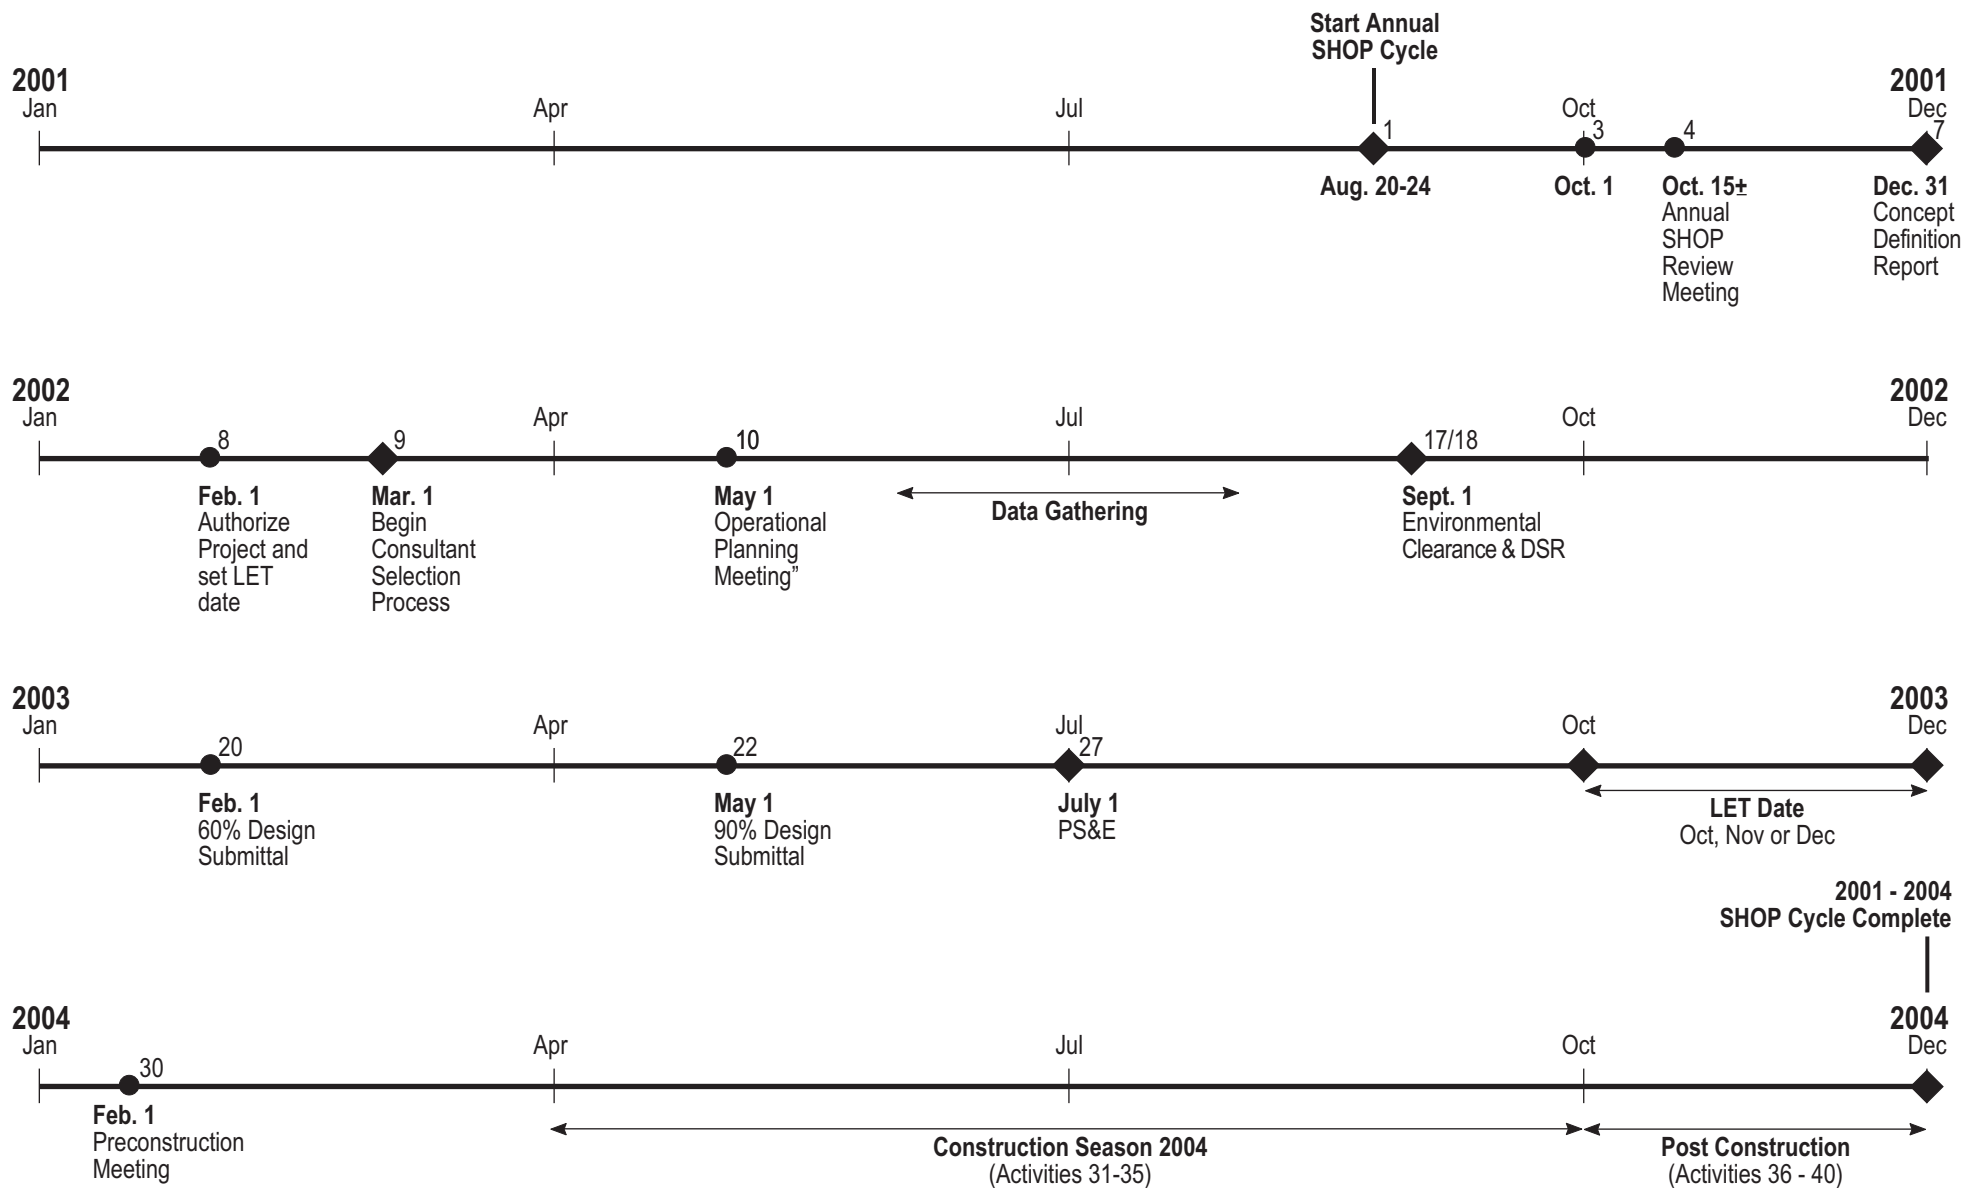 Start Annual
SHOP Cycle
2001
Jan
Apr
Jul
Oct
2001
Dec
1
3
4
7
Aug. 20-24
Oct. 1
Oct. 15±
Annual
SHOP
Review
Meeting
Dec. 31
Concept
Definition
Report
2002
Jan
Apr
Jul
Oct
2002
Dec
8
9
10
17/18
Feb. 1
Authorize
Project and
set LET
date
Mar. 1
Begin
Consultant
Selection
Process
May 1
Operational
Planning
Meeting”
Data Gathering
Sept. 1
Environmental
Clearance & DSR
2003
Jan
Apr
Jul
Oct
2003
Dec
20
22
27
Feb. 1
60% Design
Submittal
May 1
90% Design
Submittal
July 1
PS&E
LET Date
Oct, Nov or Dec
2001 - 2004
SHOP Cycle Complete
2004
Jan
Apr
Jul
Oct
2004
Dec
30
Feb. 1
Preconstruction
Meeting
Construction Season 2004
(Activities 31-35)
Post Construction
(Activities 36 - 40)